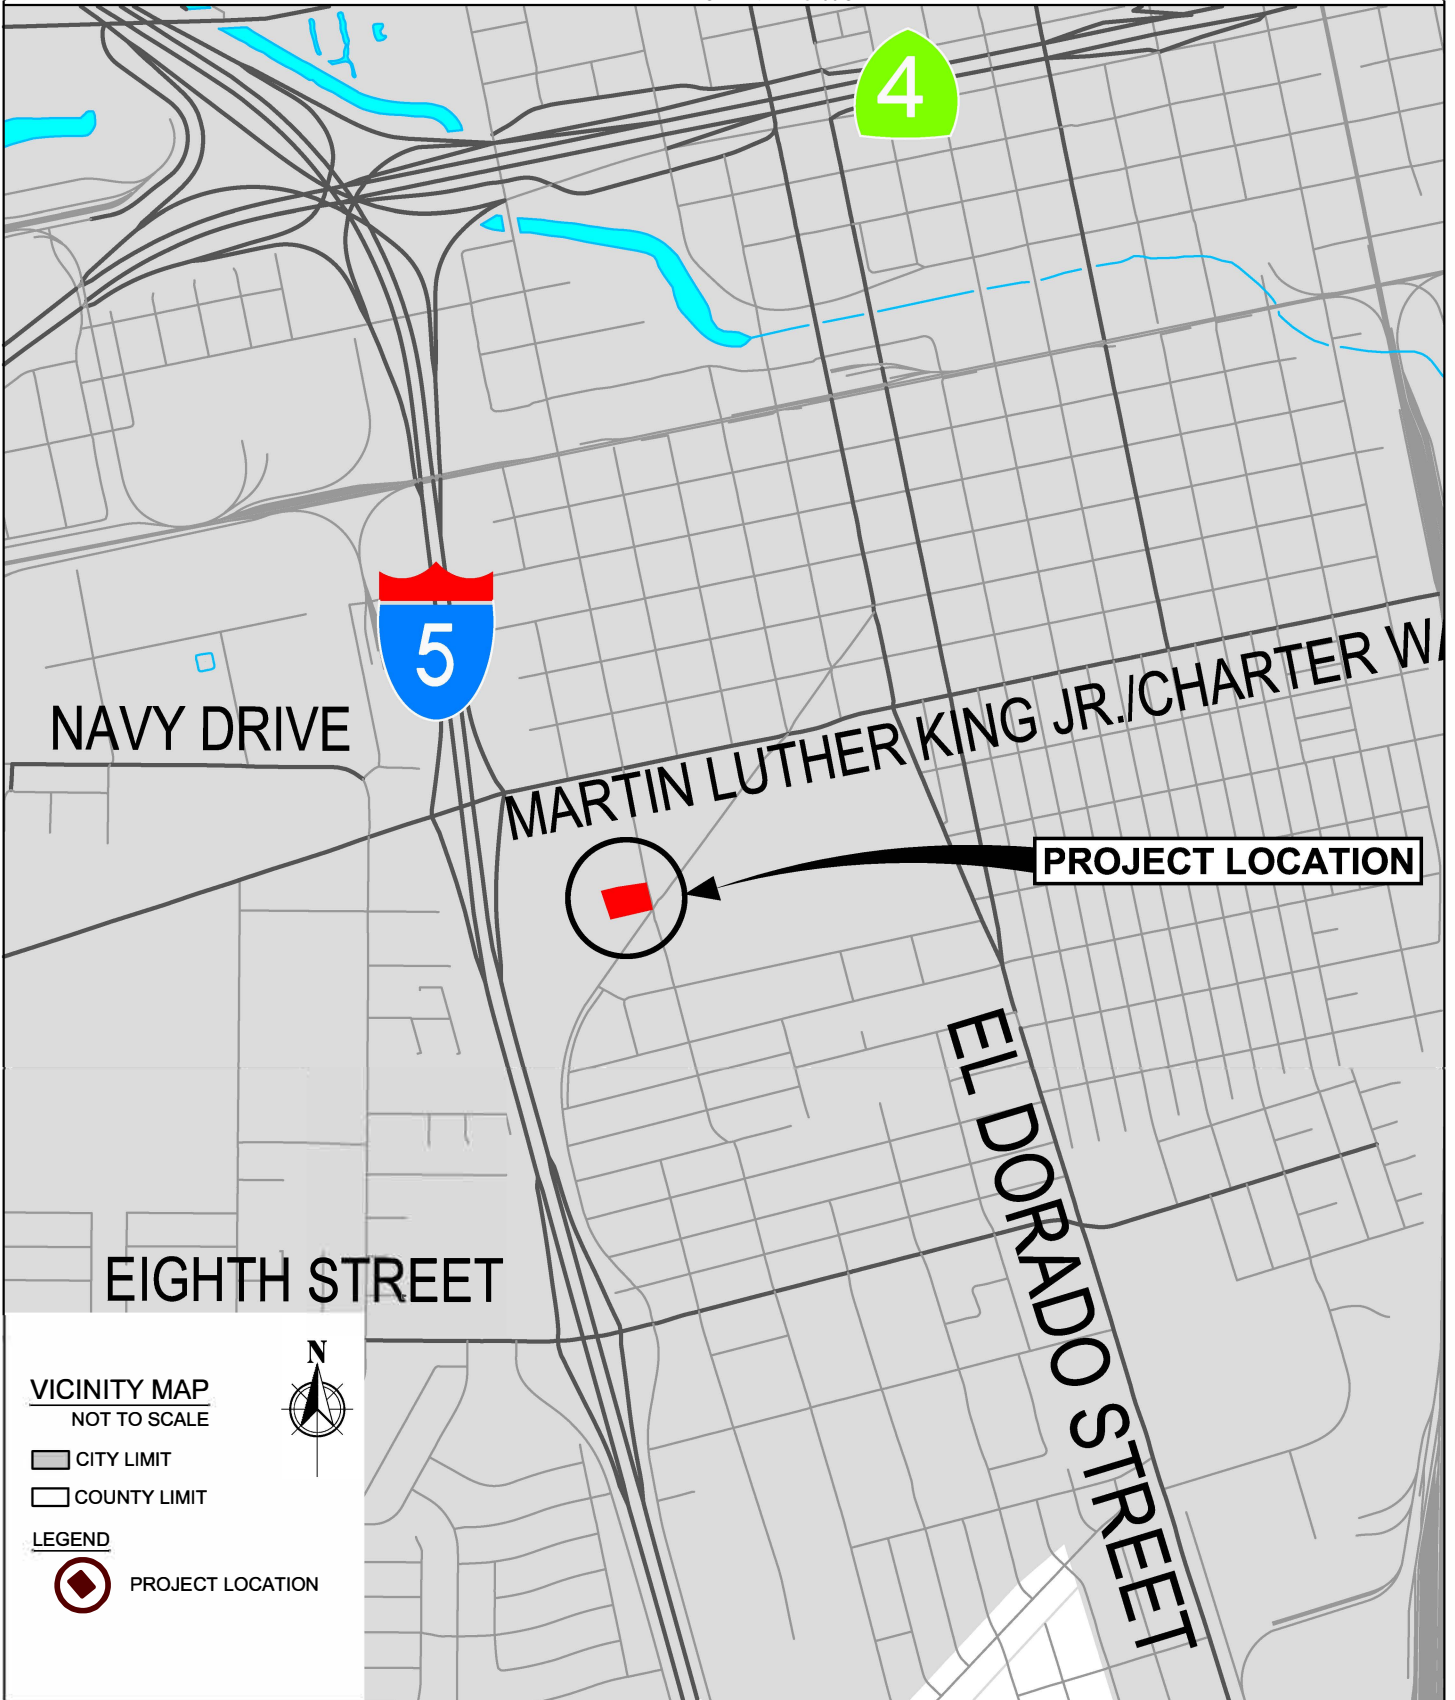 4
5
NAVY DRIVE
MARTIN LUTHER KING JR./CHARTER WA
PROJECT LOCATION
EL DORADO STREET
EIGHTH STREET
N
VICINITY MAP
NOT TO SCALE
CITY LIMIT
COUNTY LIMIT
LEGEND
PROJECT LOCATION